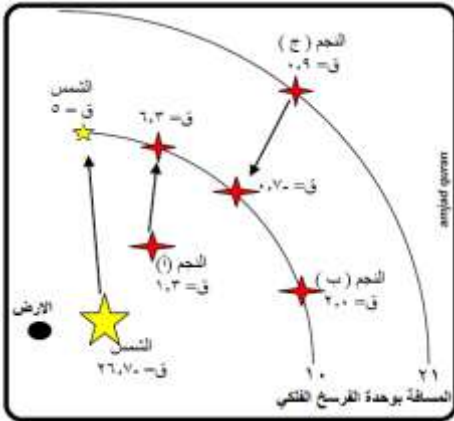 النجم ( ج )
ق= ٠,٩
الشمس
ق = ٥
ق= ٦,٣
ق= -٠,٧
النجم (أ)
ق= ١,٣
النجم ( ب )
ق= ٢,٠
الارض
الشمس
ق= -٢٦,٧
١٠
٢١
المسافة بوحدة الفرسخ الفلكي
amjad quran